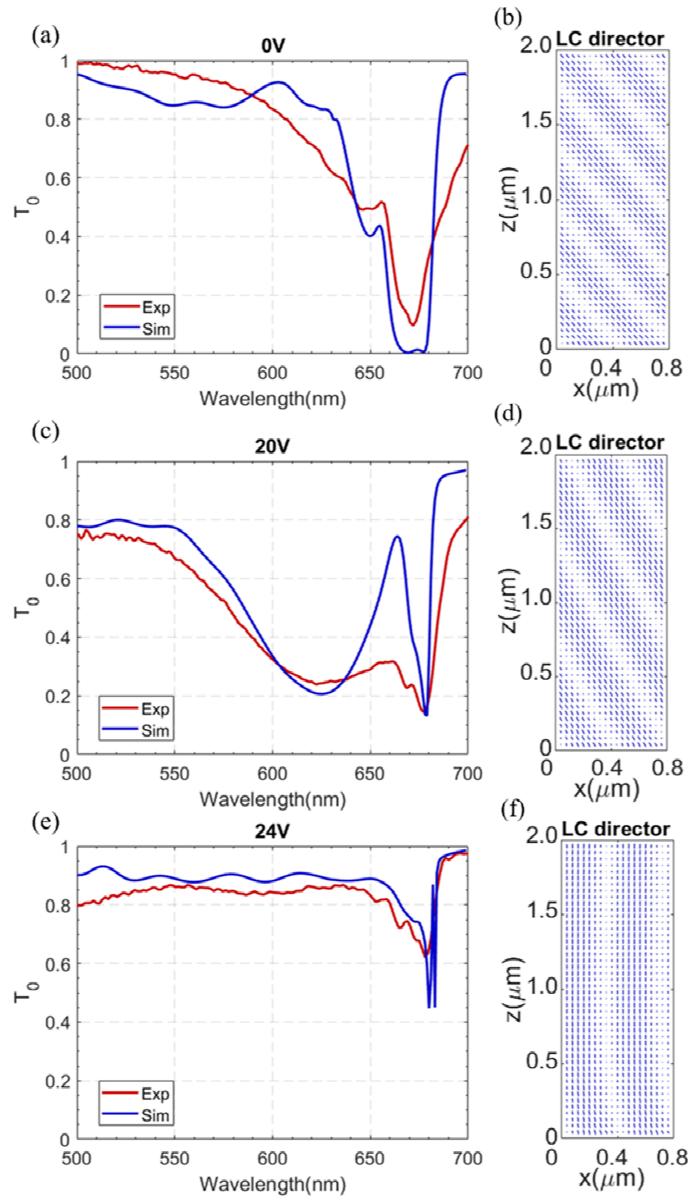 (a)
0V
1
0.8
0.6
0.4
0.2
0
T0
Exp
Sim
500
550
600
650
700
Wavelength(nm)
(b)
LC director
2.0
1.5
1.0
0.5
0
z(μm)
0
0.4
0.8
x(μm)
(c)
20V
1
0.8
0.6
0.4
0.2
0
T0
Exp
Sim
500
550
600
650
700
Wavelength(nm)
(d)
LC director
2.0
1.5
1.0
0.5
0
z(μm)
0
0.4
0.8
x(μm)
(e)
24V
1
0.8
0.6
0.4
0.2
0
T0
Exp
Sim
500
550
600
650
700
Wavelength(nm)
(f)
LC director
2.0
1.5
1.0
0.5
0
z(μm)
0
0.4
0.8
x(μm)